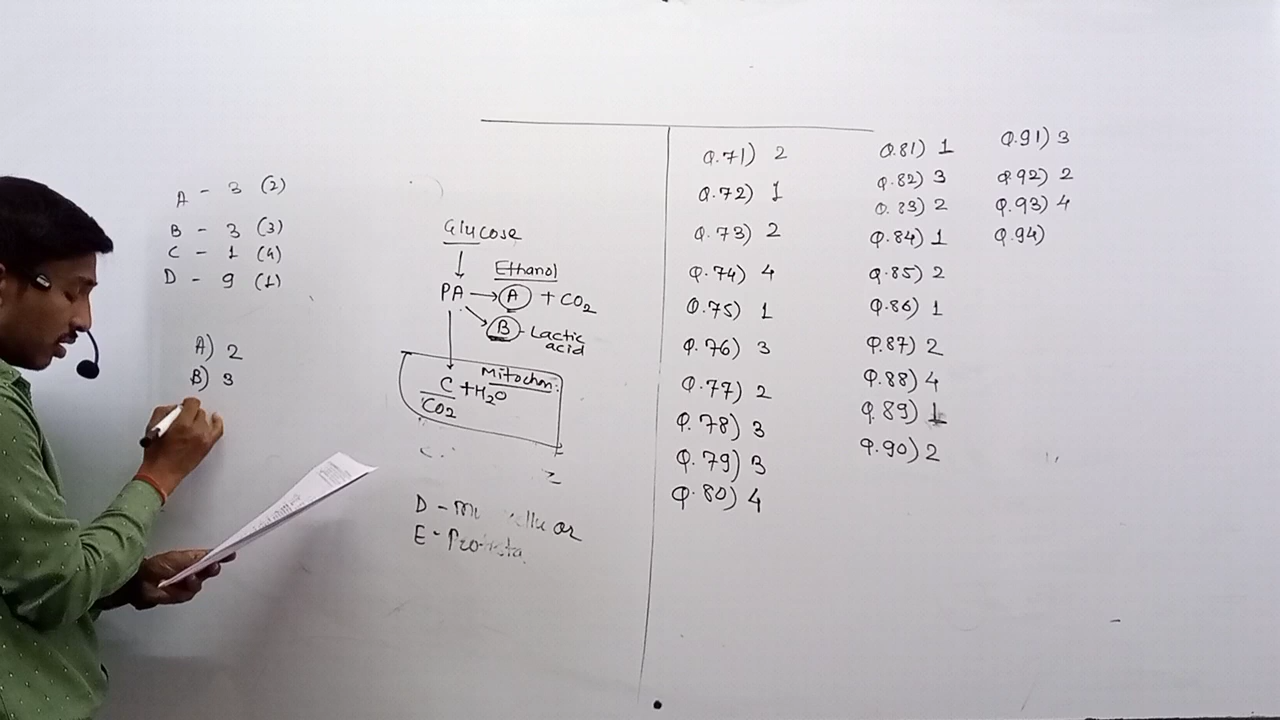 A - 3 (2)
B - 3 (3)
C - 1 (4)
D - 9 (1)
A) 2
B) 3
Glucose
Ethanol
PA → A + CO2
B - Lactic
acid
Mitochon:
C + H2O
CO2
D -
E -
Q.71) 2
Q.72) 1
Q.73) 2
Q.74) 4
Q.75) 1
Q.76) 3
Q.77) 2
Q.78) 3
Q.79) 3
Q.80) 4
Q.81) 1
Q.82) 3
Q.83) 2
Q.84) 1
Q.85) 2
Q.86) 1
Q.87) 2
Q.88) 4
Q.89) 1
Q.90) 2
Q.91) 3
Q.92) 2
Q.93) 4
Q.94)